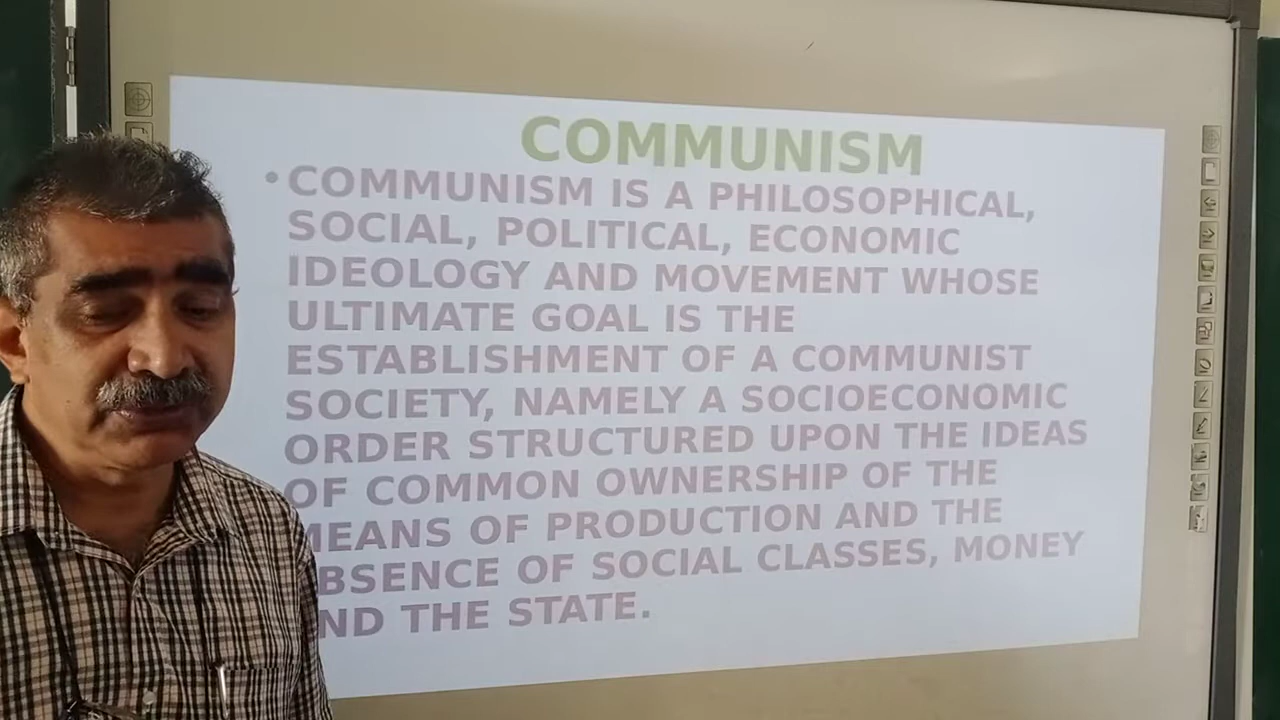 COMMUNISM
• COMMUNISM IS A PHILOSOPHICAL,
SOCIAL, POLITICAL, ECONOMIC
IDEOLOGY AND MOVEMENT WHOSE
ULTIMATE GOAL IS THE
ESTABLISHMENT OF A COMMUNIST
SOCIETY, NAMELY A SOCIOECONOMIC
ORDER STRUCTURED UPON THE IDEAS
OF COMMON OWNERSHIP OF THE
MEANS OF PRODUCTION AND THE
BSENCE OF SOCIAL CLASSES, MONEY
ND THE STATE.